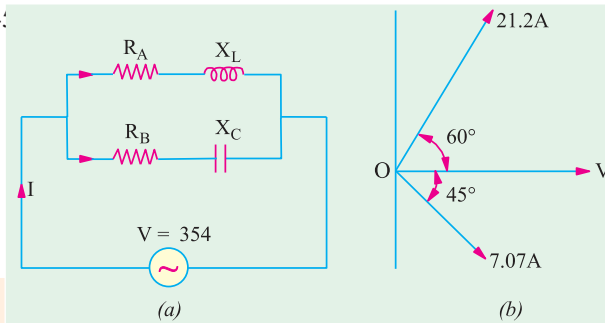 21.2A
R_A X_L
R_B X_C
60°
O V
45°
I
V = 354
7.07A
(a) (b)